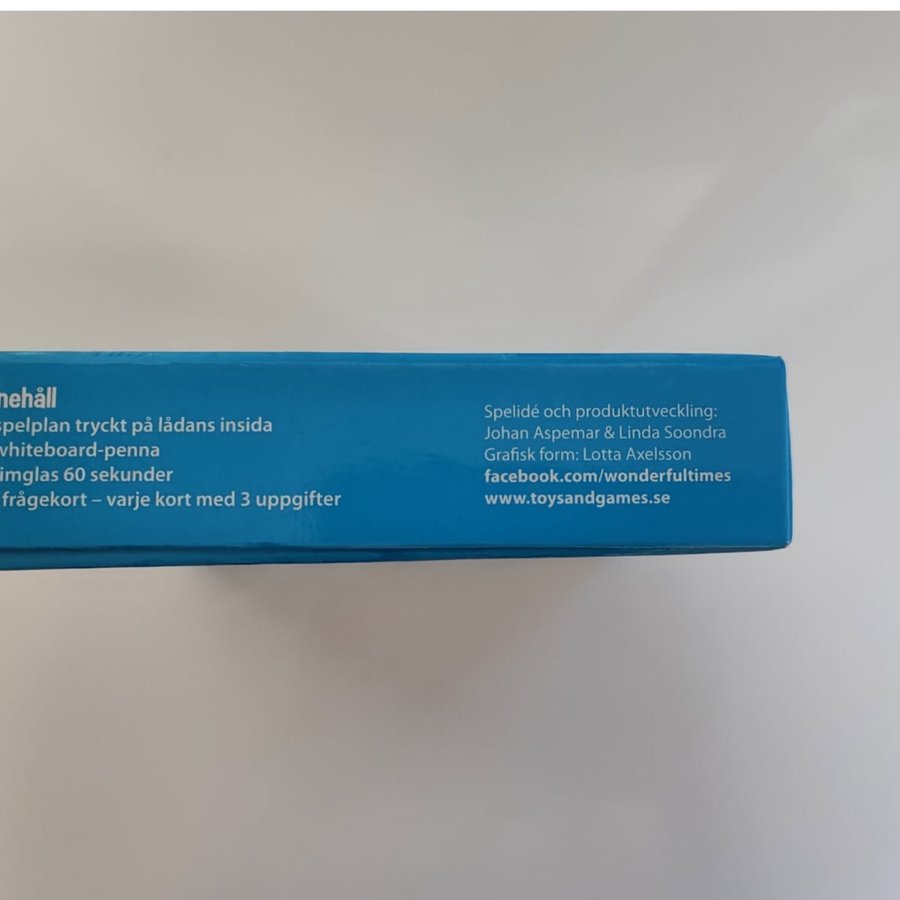 nehåll
spelplan tryckt på lådans insida
whiteboard-penna
imglas 60 sekunder
frågekort – varje kort med 3 uppgifter
Spelidé och produktutveckling:
Johan Aspemar & Linda Soondra
Grafisk form: Lotta Axelsson
facebook.com/wonderfultimes
www.toysandgames.se